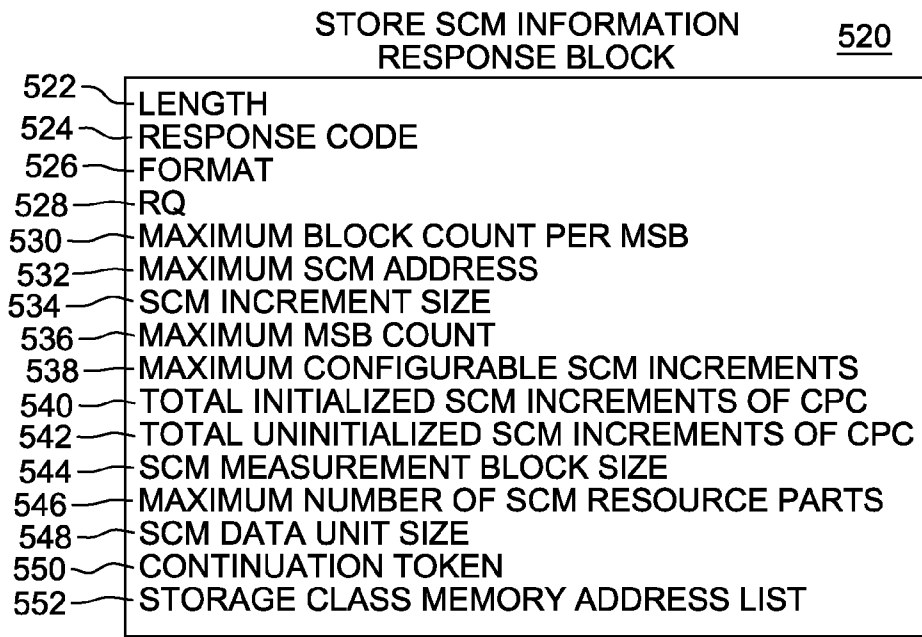 STORE SCM INFORMATION
RESPONSE BLOCK
520
522 LENGTH
524 RESPONSE CODE
526 FORMAT
528 RQ
530 MAXIMUM BLOCK COUNT PER MSB
532 MAXIMUM SCM ADDRESS
534 SCM INCREMENT SIZE
536 MAXIMUM MSB COUNT
538 MAXIMUM CONFIGURABLE SCM INCREMENTS
540 TOTAL INITIALIZED SCM INCREMENTS OF CPC
542 TOTAL UNINITIALIZED SCM INCREMENTS OF CPC
544 SCM MEASUREMENT BLOCK SIZE
546 MAXIMUM NUMBER OF SCM RESOURCE PARTS
548 SCM DATA UNIT SIZE
550 CONTINUATION TOKEN
552 STORAGE CLASS MEMORY ADDRESS LIST